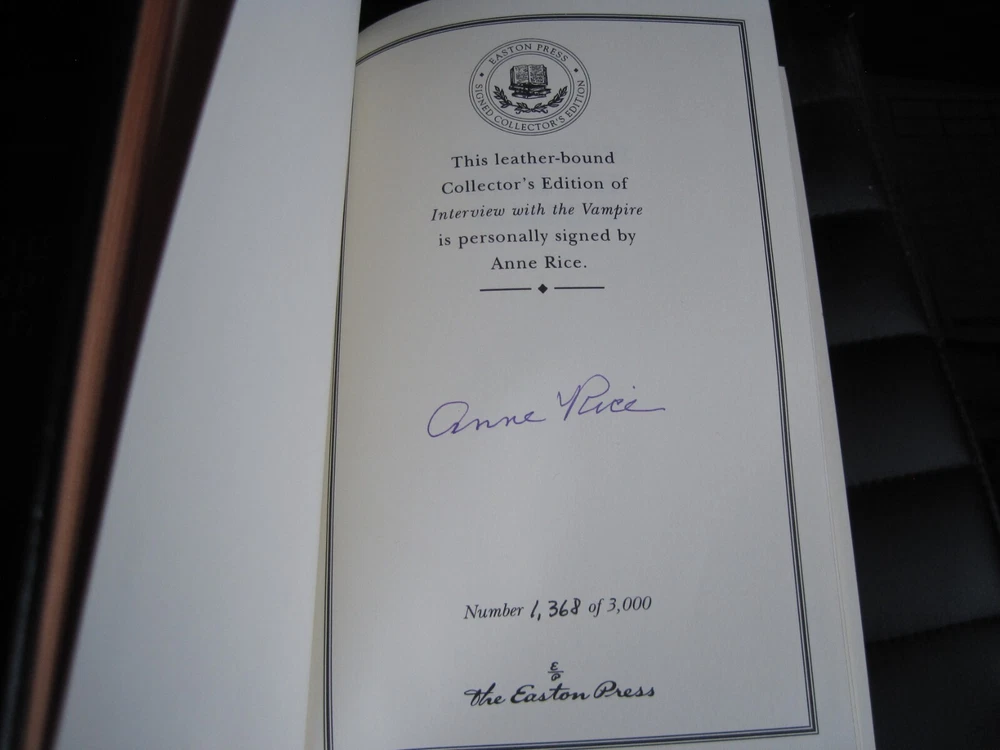 EASTON PRESS
SIGNED COLLECTOR'S EDITION
This leather-bound
Collector's Edition of
Interview with the Vampire
is personally signed by
Anne Rice.
Anne Rice
Number 1,368 of 3,000
E
P
The Easton Press